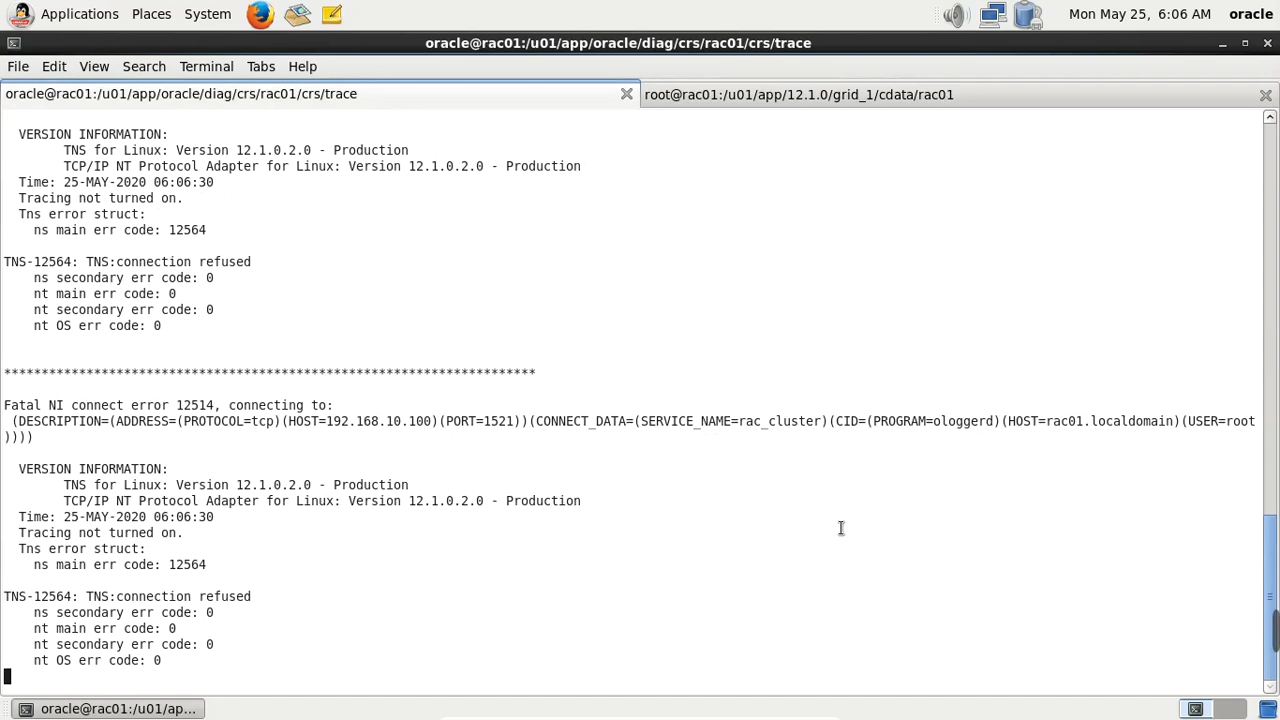 Applications Places System Mon May 25, 6:06 AM oracle
oracle@rac01:/u01/app/oracle/diag/crs/rac01/crs/trace
File Edit View Search Terminal Tabs Help
oracle@rac01:/u01/app/oracle/diag/crs/rac01/crs/trace root@rac01:/u01/app/12.1.0/grid_1/cdata/rac01
VERSION INFORMATION:
TNS for Linux: Version 12.1.0.2.0 - Production
TCP/IP NT Protocol Adapter for Linux: Version 12.1.0.2.0 - Production
Time: 25-MAY-2020 06:06:30
Tracing not turned on.
Tns error struct:
ns main err code: 12564
TNS-12564: TNS:connection refused
ns secondary err code: 0
nt main err code: 0
nt secondary err code: 0
nt OS err code: 0
***********************************************************************
Fatal NI connect error 12514, connecting to:
(DESCRIPTION=(ADDRESS=(PROTOCOL=tcp)(HOST=192.168.10.100)(PORT=1521))(CONNECT_DATA=(SERVICE_NAME=rac_cluster)(CID=(PROGRAM=ologgerd)(HOST=rac01.localdomain)(USER=root
))))
VERSION INFORMATION:
TNS for Linux: Version 12.1.0.2.0 - Production
TCP/IP NT Protocol Adapter for Linux: Version 12.1.0.2.0 - Production
Time: 25-MAY-2020 06:06:30
Tracing not turned on.
Tns error struct:
ns main err code: 12564
TNS-12564: TNS:connection refused
ns secondary err code: 0
nt main err code: 0
nt secondary err code: 0
nt OS err code: 0
oracle@rac01:/u01/ap...